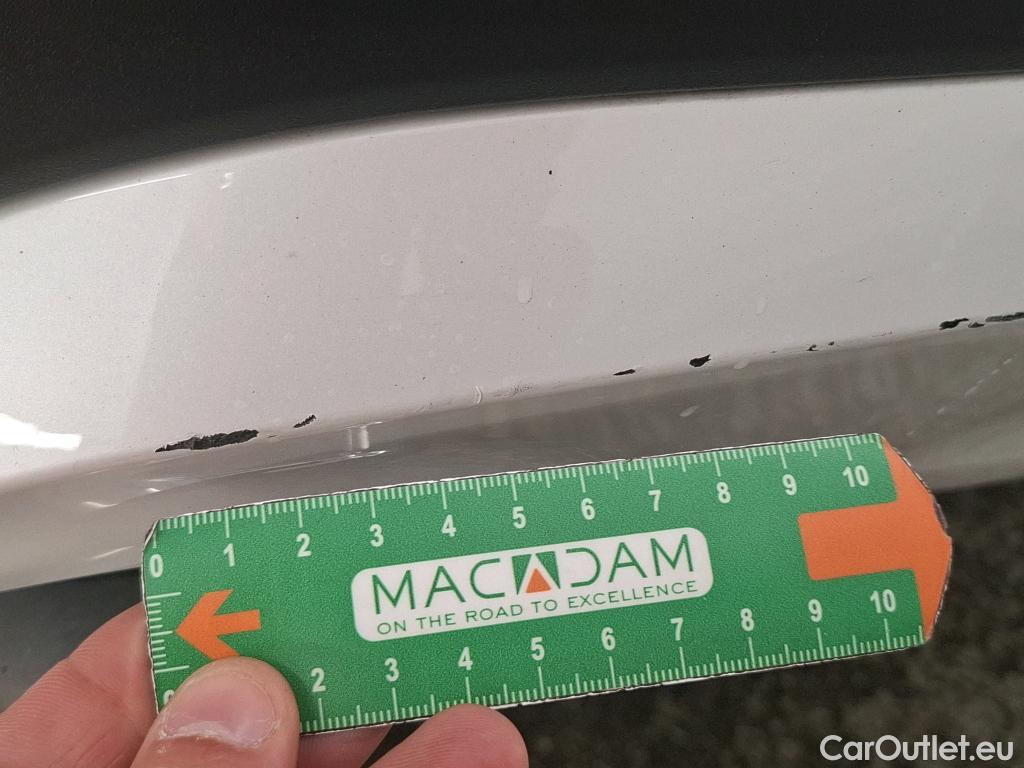 0 1 2 3 4 5 6 7 8 9 10
MACADAM
ON THE ROAD TO EXCELLENCE
2 3 4 5 6 7 8 9 10
CarOutlet.eu